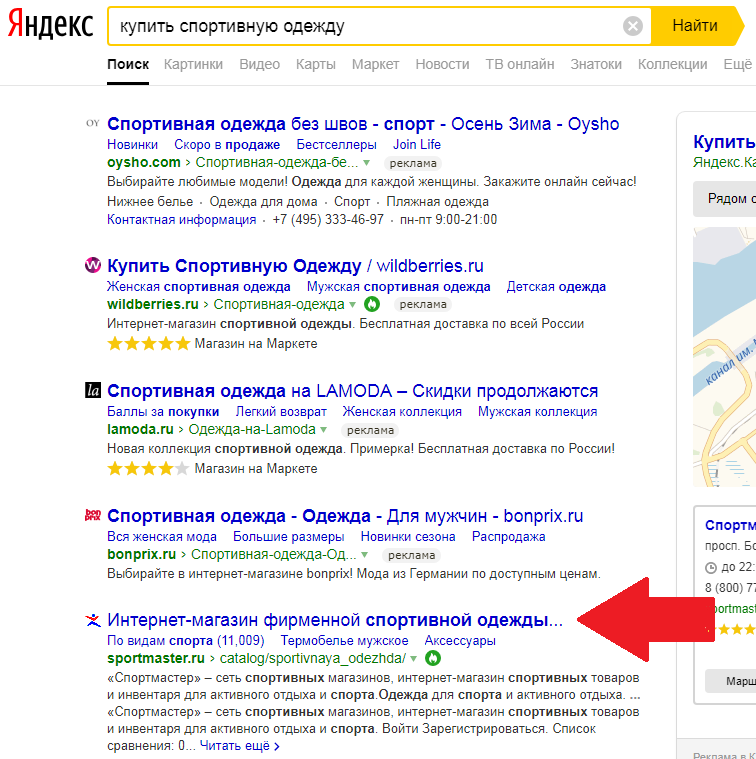 Яндекс
купить спортивную одежду
Найти
Поиск Картинки Видео Карты Маркет Новости ТВ онлайн Знатоки Коллекции Ещё
OY Спортивная одежда без швов - спорт - Осень Зима - Oysho
Новинки Скоро в продаже Бестселлеры Join Life
oysho.com > Спортивная-одежда-бе... реклама
Выбирайте любимые модели! Одежда для каждой женщины. Закажите онлайн сейчас!
Нижнее белье · Одежда для дома · Спорт · Пляжная одежда
Контактная информация · +7 (495) 333-46-97 · пн-пт 9:00-21:00
W Купить Спортивную Одежду / wildberries.ru
Женская спортивная одежда Мужская спортивная одежда Детская одежда
wildberries.ru > Спортивная-одежда реклама
Интернет-магазин спортивной одежды. Бесплатная доставка по всей России
Магазин на Маркете
la Спортивная одежда на LAMODA – Скидки продолжаются
Баллы за покупки Легкий возврат Женская коллекция Мужская коллекция
lamoda.ru > Одежда-на-Lamoda реклама
Новая коллекция спортивной одежда. Примерка! Бесплатная доставка по России!
Магазин на Маркете
bon prix Спортивная одежда - Одежда - Для мужчин - bonprix.ru
Вся женская мода Большие размеры Новинки сезона Распродажа
bonprix.ru > Спортивная-одежда-Од... реклама
Выбирайте в интернет-магазине bonprix! Мода из Германии по доступным ценам.
Интернет-магазин фирменной спортивной одежды...
По видам спорта (11,009) Термобелье мужское Аксессуары
sportmaster.ru > catalog/sportivnaya_odezhda/
«Спортмастер» – сеть спортивных магазинов, интернет-магазин спортивных товаров
и инвентаря для активного отдыха и спорта.Одежда для спорта и активного отдыха. ...
«Спортмастер» – сеть спортивных магазинов, интернет-магазин спортивных товаров
и инвентаря для активного отдыха и спорта. Войти Зарегистрироваться. Список
сравнения: 0... Читать ещё >
Купить
Яндекс.Ка
Рядом с
канал им. М
Спортм
просп. Бо
до 22:
8 (800) 77
portmast
Марш
Реклама в К